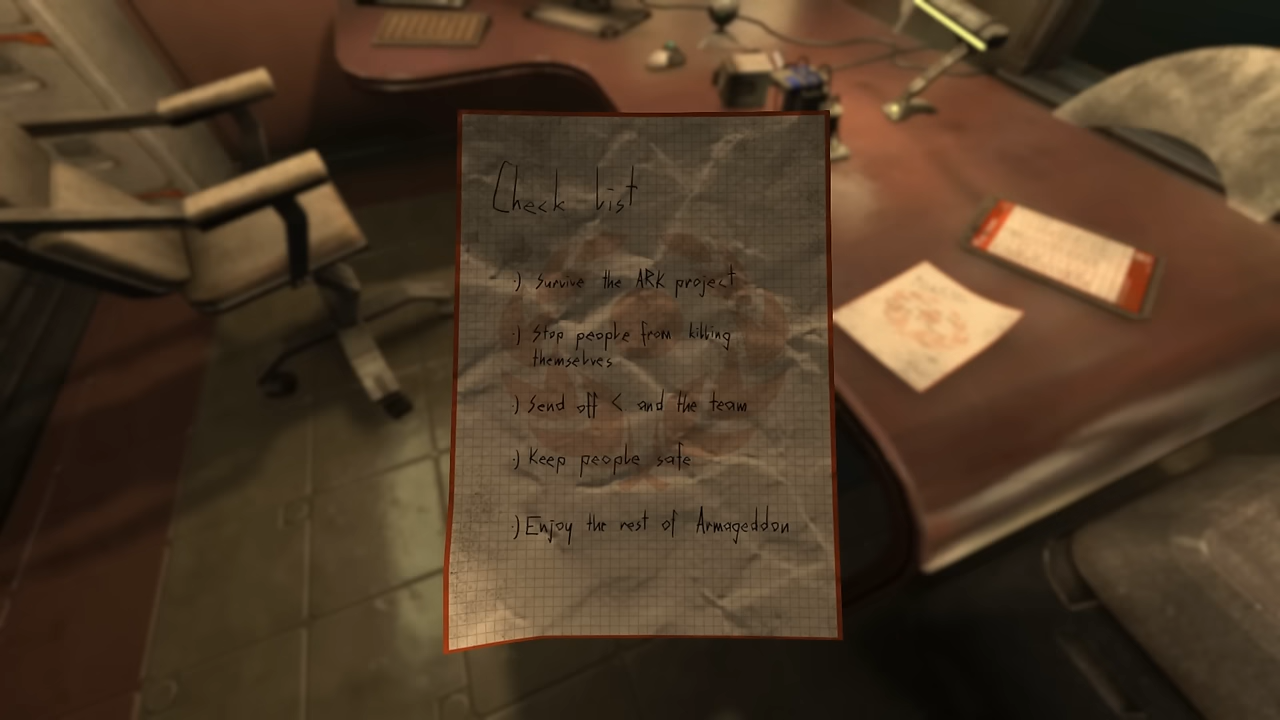 Check list
·) Survive the ARK project
·) Stop people from killing
themselves
·) Send off < and the team
·) Keep people safe
·) Enjoy the rest of Armageddon